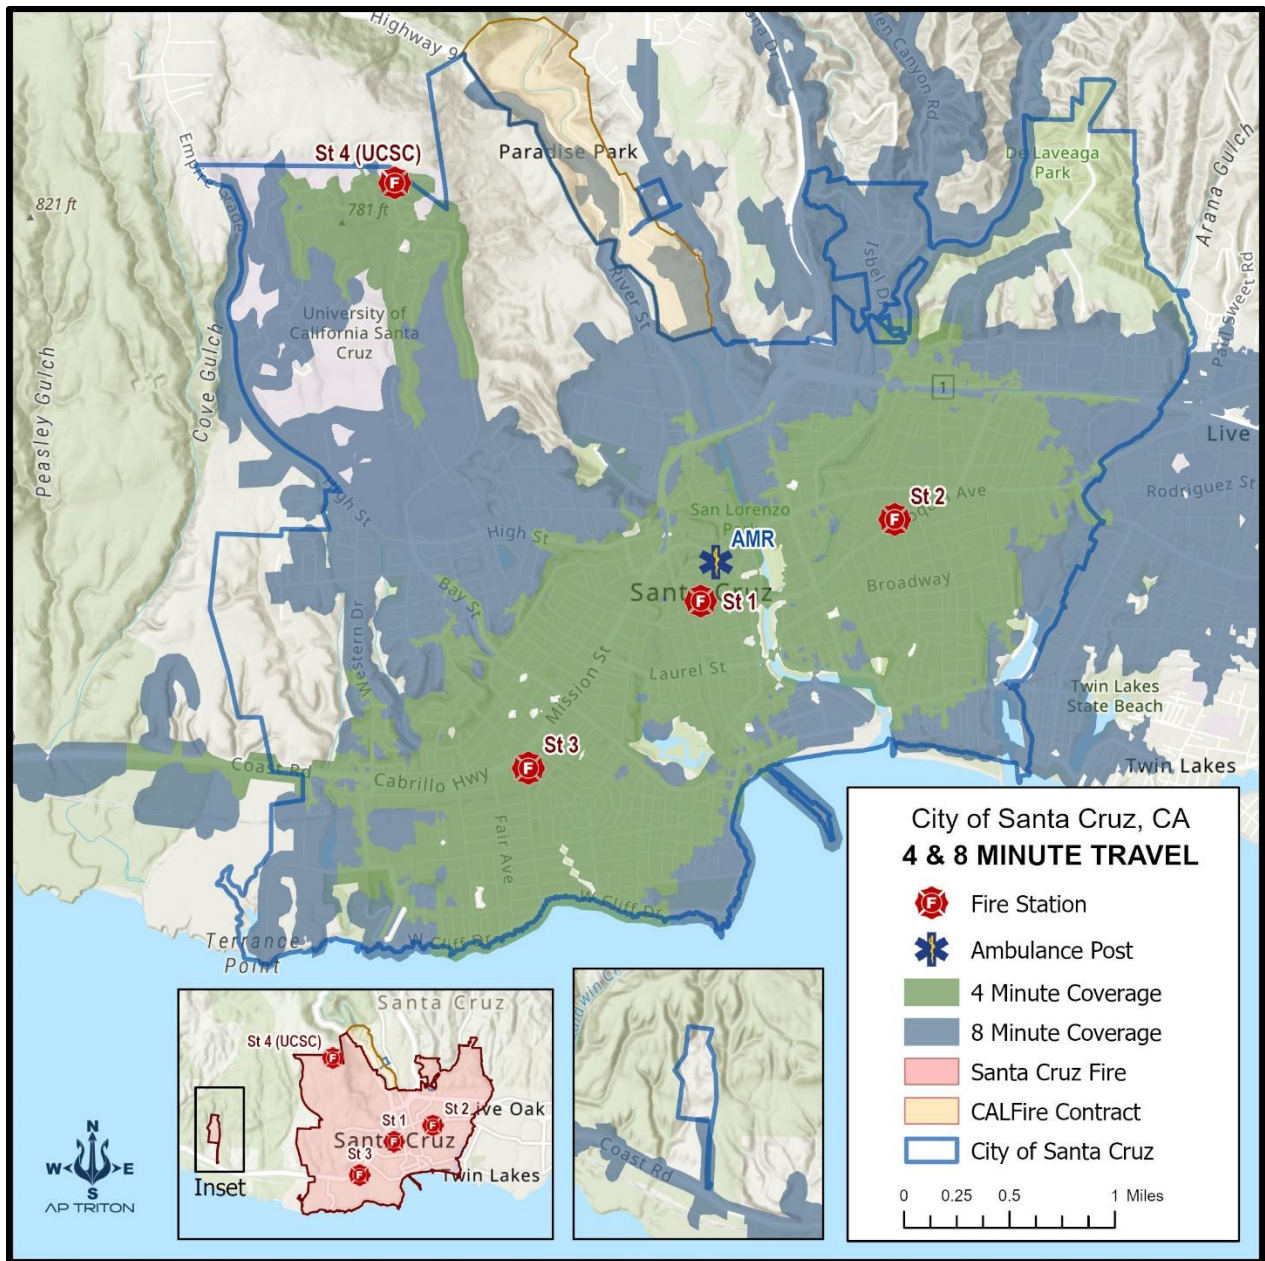 Highway 9
Empire Grade
St 4 (UCSC)
Paradise Park
De Laveaga
Park
Arana Gulch
821 ft
781 ft
Isbel Dr
River St
Paul Sweet Rd
University of
California Santa
Cruz
Cove Gulch
Peasley Gulch
1
Live
High St
High St
St 2
Ave
Rodriguez St
San Lorenzo
AMR
Santa Cruz
St 1
Broadway
Bay St
Western Dr
Laurel St
Mission St
Twin Lakes
State Beach
St 3
Coast Rd
Cabrillo Hwy
Twin Lakes
Fair Ave
W Cliff Dr
W Cliff Dr
Terrance
Point
City of Santa Cruz, CA
4 & 8 MINUTE TRAVEL
F Fire Station
Ambulance Post
4 Minute Coverage
8 Minute Coverage
Santa Cruz Fire
CALFire Contract
City of Santa Cruz
0 0.25 0.5 1 Miles
Santa Cruz
St 4 (UCSC)
St 1
St 2
ive Oak
Santa Cruz
St 3
Twin Lakes
Inset
Coast Rd
N
W E
S
AP TRITON